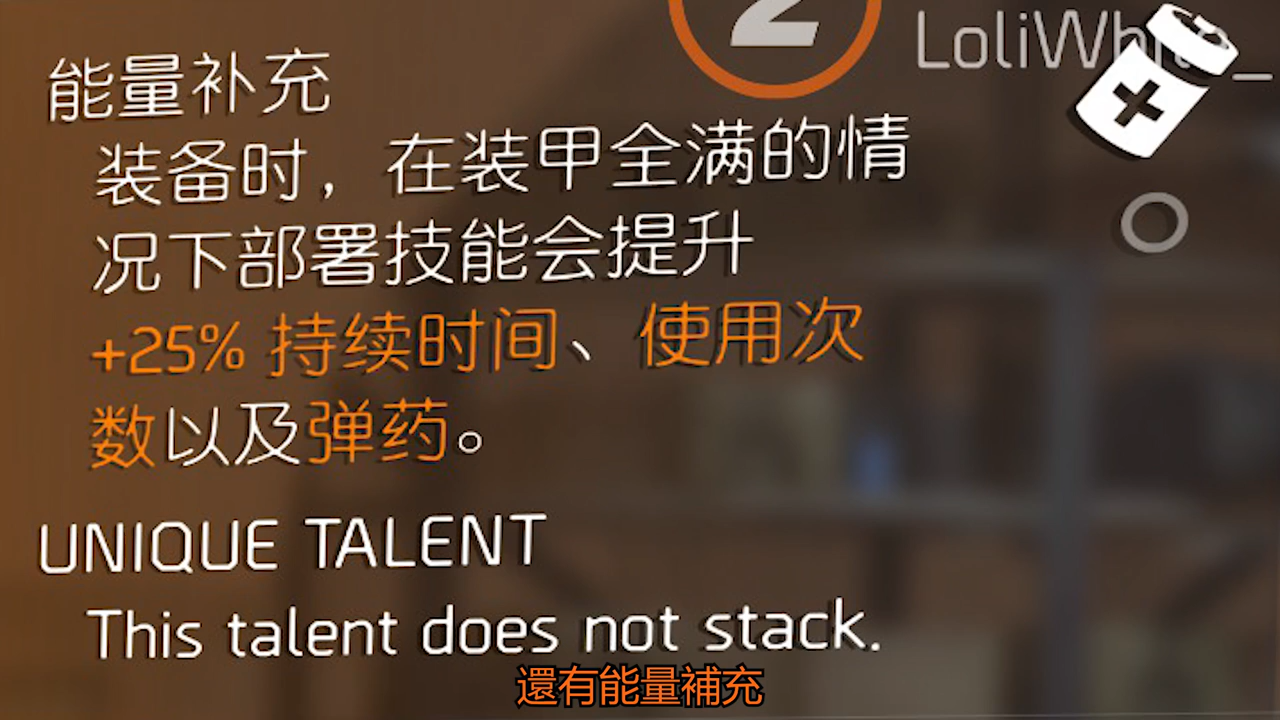 2
LoliWhite_
能量补充
装备时，在装甲全满的情
况下部署技能会提升
+25% 持续时间、使用次
数以及弹药。
UNIQUE TALENT
This talent does not stack.
還有能量補充